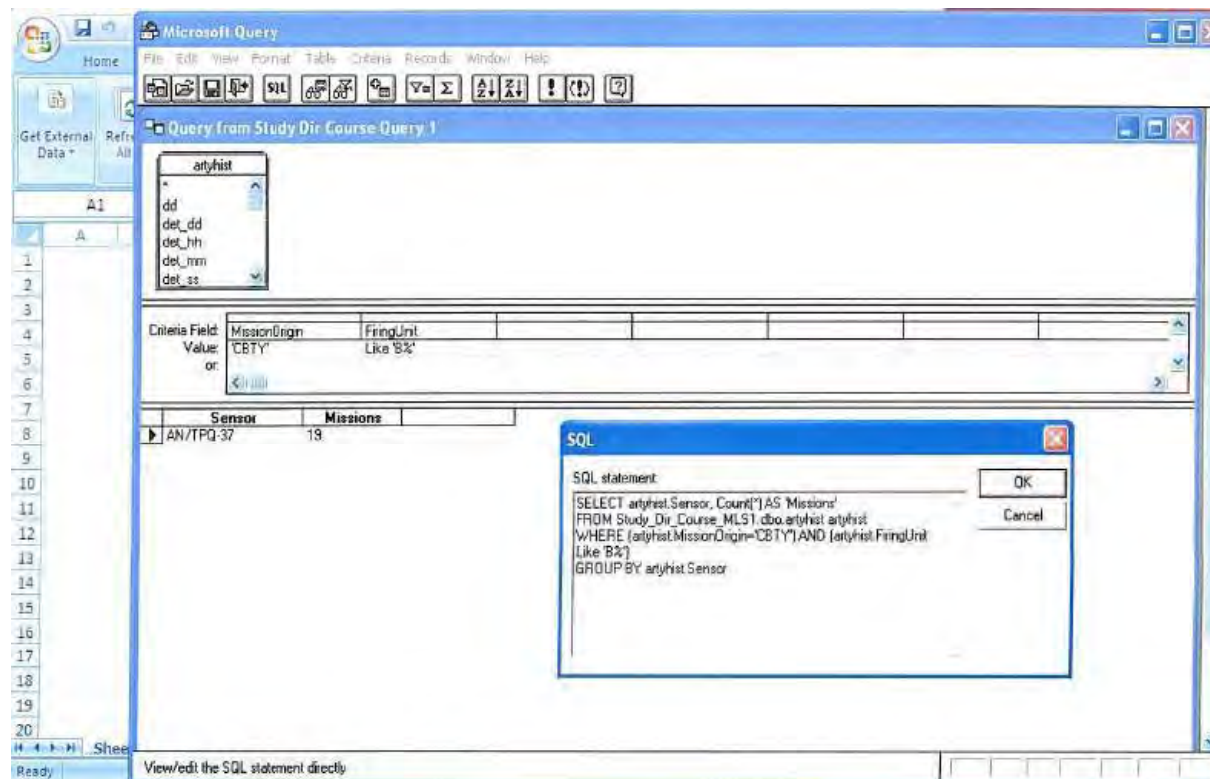 Microsoft Query
Home
File Edit View Format Table Criteria Records Window Help
SQL
Get External
Data
Refre
All
Query from Study Dir Course Query 1
artyhist
*
dd
det_dd
det_hh
det_mm
det_ss
A1
A
1
2
3
4
5
6
7
8
9
10
11
12
13
14
15
16
17
18
19
20
Criteria Field: MissionOrigin FiringUnit
Value: 'CBTY' Like 'B%'
or:
Sensor Missions
AN/TPQ-37 19
SQL
SQL statement:
SELECT artyhist.Sensor, Count(*) AS 'Missions'
FROM Study_Dir_Course_MLST.dbo.artyhist artyhist
WHERE (artyhist.MissionOrigin='CBTY') AND (artyhist.FiringUnit
Like 'B%')
GROUP BY artyhist.Sensor
OK
Cancel
Shee
Ready
View/edit the SQL statement directly